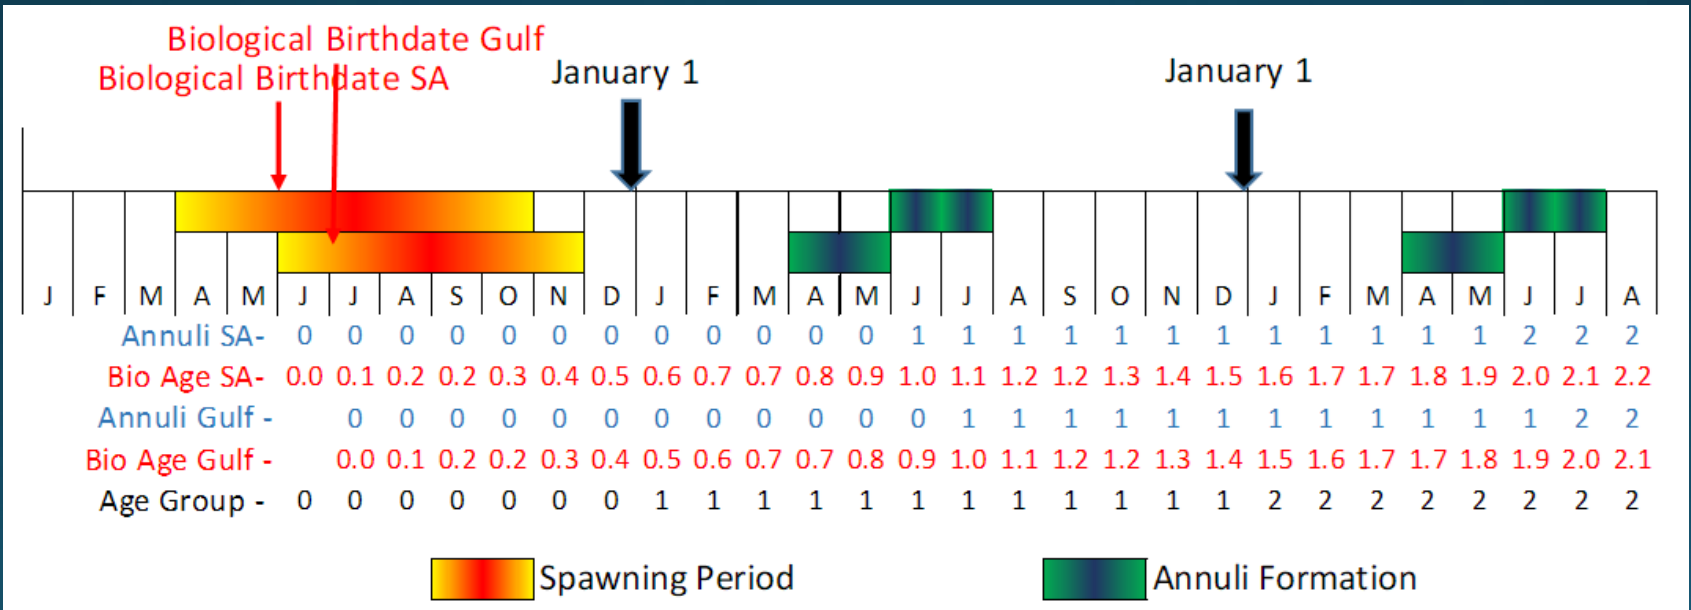 Biological Birthdate Gulf
Biological Birthdate SA
January 1
January 1
J F M A M J J A S O N D J F M A M J J A S O N D J F M A M J J A
Annuli SA- 0 0 0 0 0 0 0 0 0 0 0 0 1 1 1 1 1 1 1 1 1 1 1 1 2 2 2
Bio Age SA- 0.0 0.1 0.2 0.2 0.3 0.4 0.5 0.6 0.7 0.7 0.8 0.9 1.0 1.1 1.2 1.2 1.3 1.4 1.5 1.6 1.7 1.7 1.8 1.9 2.0 2.1 2.2
Annuli Gulf - 0 0 0 0 0 0 0 0 0 0 0 0 1 1 1 1 1 1 1 1 1 1 1 1 2 2
Bio Age Gulf - 0.0 0.1 0.2 0.2 0.3 0.4 0.5 0.6 0.7 0.7 0.8 0.9 1.0 1.1 1.2 1.2 1.3 1.4 1.5 1.6 1.7 1.7 1.8 1.9 2.0 2.1
Age Group - 0 0 0 0 0 0 0 1 1 1 1 1 1 1 1 1 1 1 1 2 2 2 2 2 2 2 2
Spawning Period
Annuli Formation